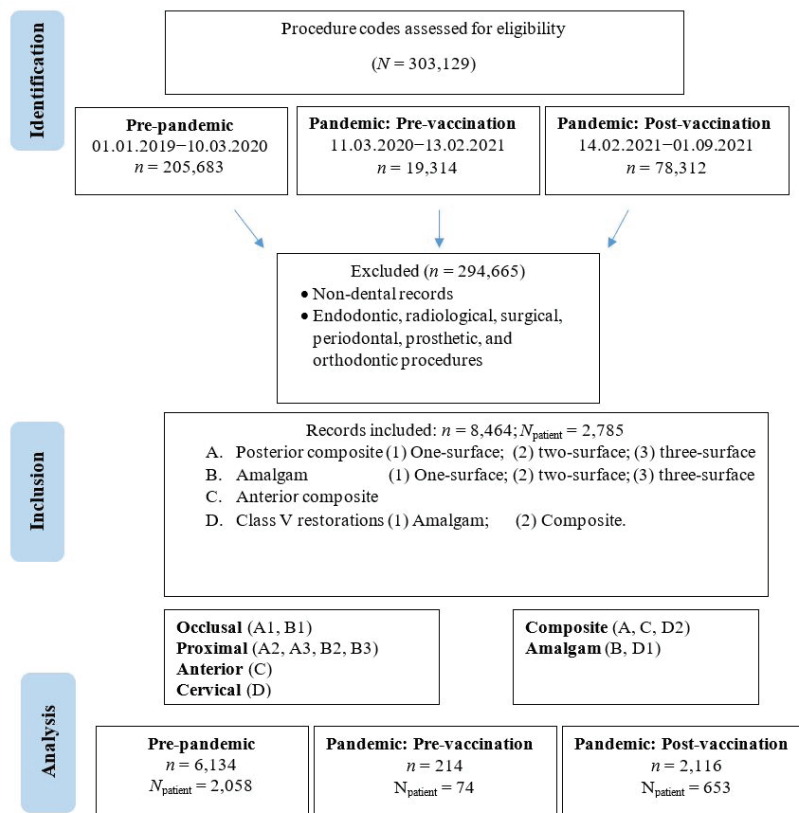 Identification
Procedure codes assessed for eligibility
(N = 303,129)
Pre-pandemic
01.01.2019−10.03.2020
n = 205,683
Pandemic: Pre-vaccination
11.03.2020−13.02.2021
n = 19,314
Pandemic: Post-vaccination
14.02.2021−01.09.2021
n = 78,312
Excluded (n = 294,665)
• Non-dental records
• Endodontic, radiological, surgical,
periodontal, prosthetic, and
orthodontic procedures
Inclusion
Records included: n = 8,464; Npatient = 2,785
A. Posterior composite (1) One-surface; (2) two-surface; (3) three-surface
B. Amalgam (1) One-surface; (2) two-surface; (3) three-surface
C. Anterior composite
D. Class V restorations (1) Amalgam; (2) Composite.
Occlusal (A1, B1)
Proximal (A2, A3, B2, B3)
Anterior (C)
Cervical (D)
Composite (A, C, D2)
Amalgam (B, D1)
Analysis
Pre-pandemic
n = 6,134
Npatient = 2,058
Pandemic: Pre-vaccination
n = 214
Npatient = 74
Pandemic: Post-vaccination
n = 2,116
Npatient = 653